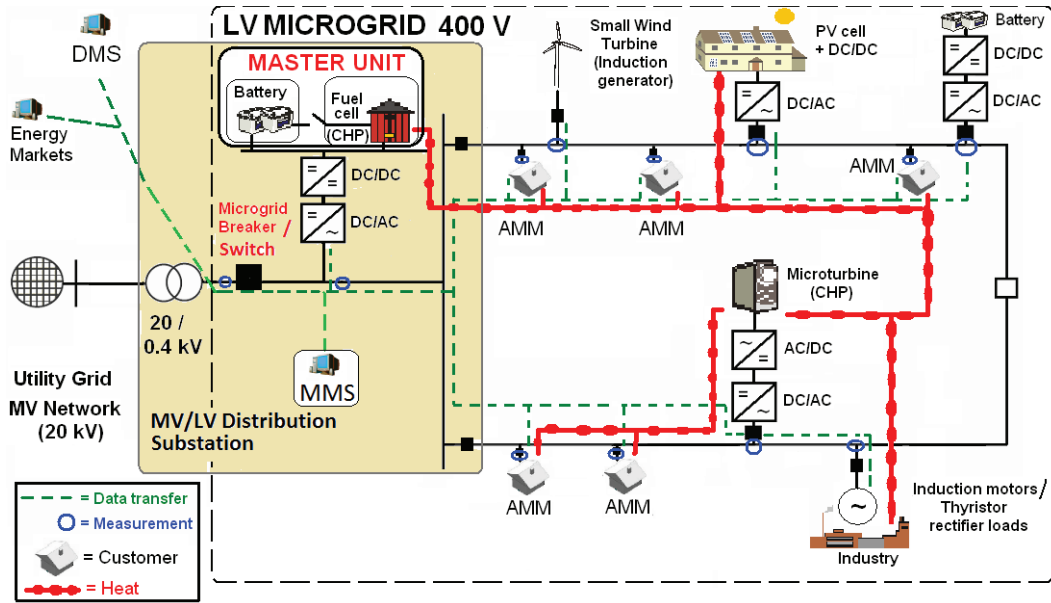 LV MICROGRID 400 V
DMS
Energy
Markets
MASTER UNIT
Battery
Fuel
cell
(CHP)
DC/DC
DC/AC
Microgrid
Breaker /
Switch
20 /
0.4 kV
Utility Grid
MV Network
(20 kV)
MMS
MV/LV Distribution
Substation
Small Wind
Turbine
(Induction
generator)
PV cell
+ DC/DC
DC/AC
Battery
DC/DC
DC/AC
AMM
AMM
AMM
Microturbine
(CHP)
AC/DC
DC/AC
AMM
AMM
Induction motors/
Thyristor
rectifier loads
Industry
= Data transfer
= Measurement
= Customer
= Heat